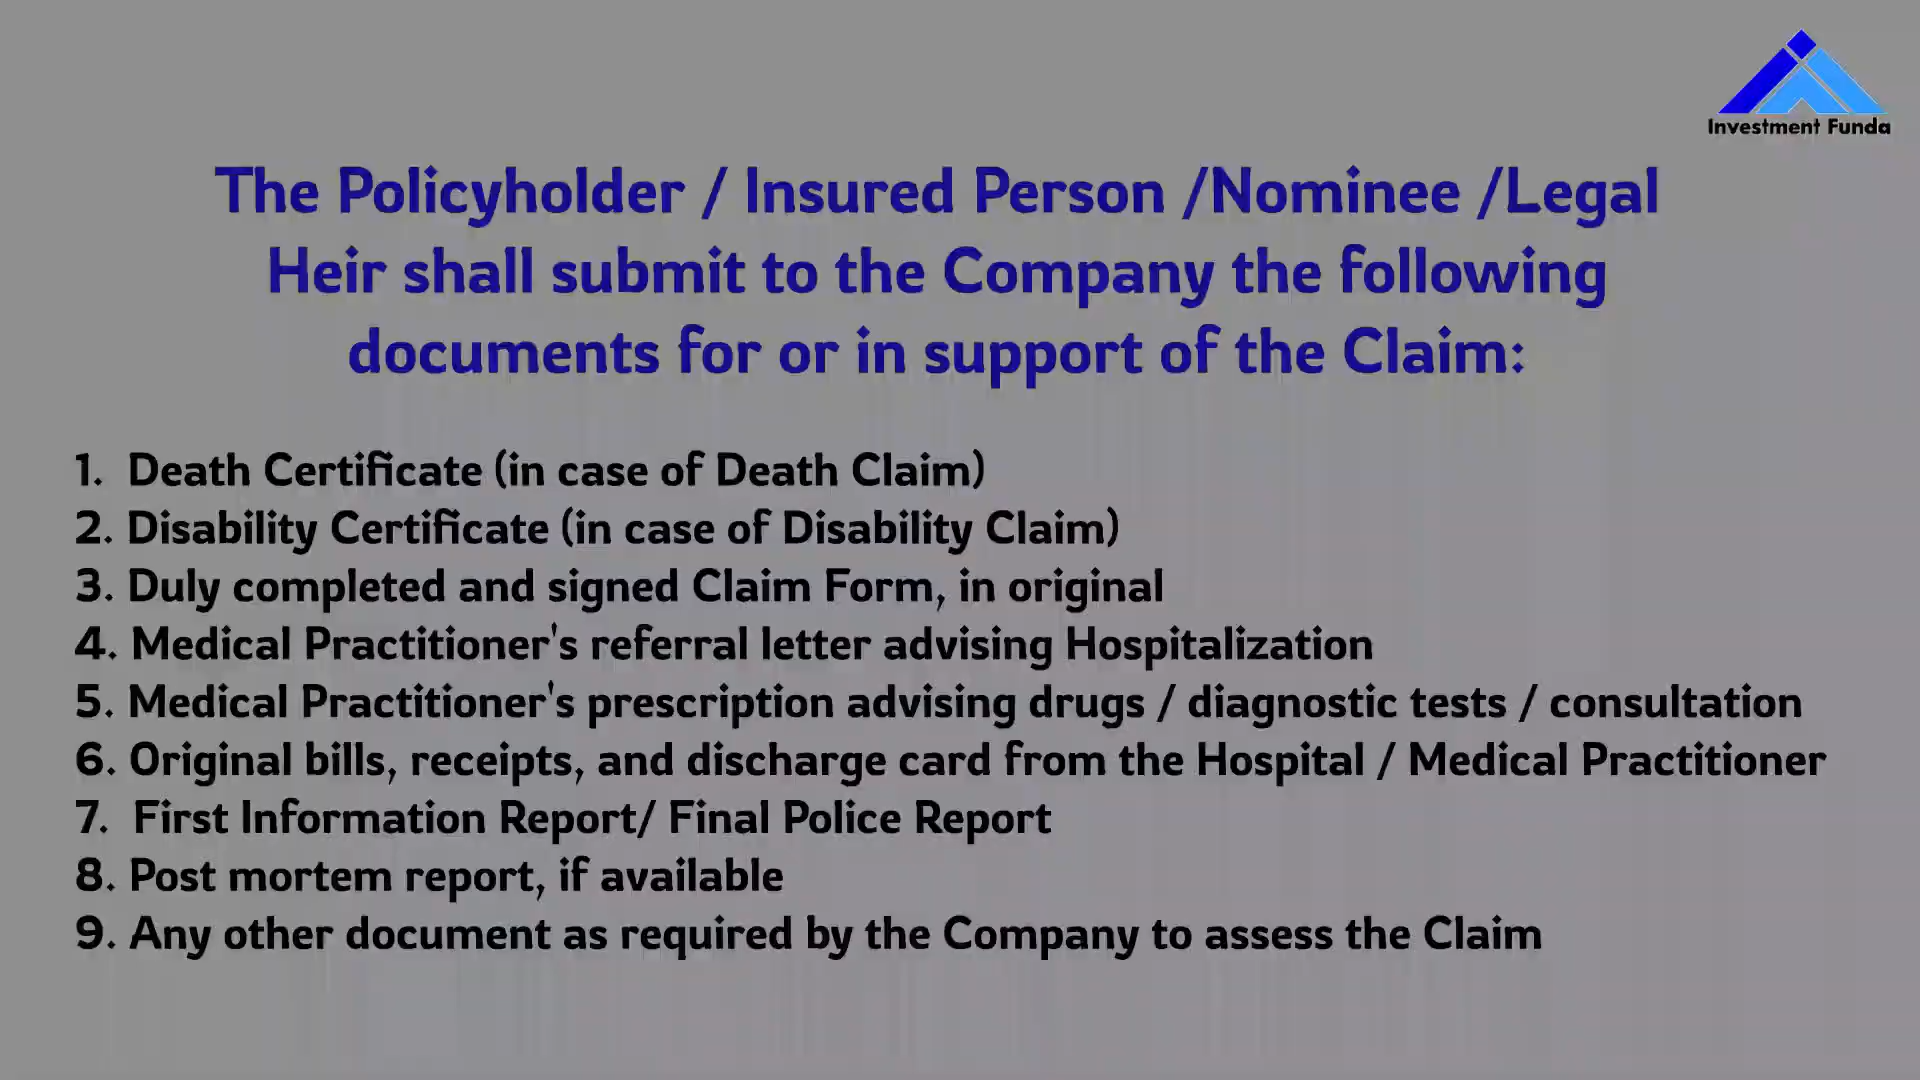 Investment Funda
The Policyholder / Insured Person /Nominee /Legal
Heir shall submit to the Company the following
documents for or in support of the Claim:
1. Death Certificate (in case of Death Claim)
2. Disability Certificate (in case of Disability Claim)
3. Duly completed and signed Claim Form, in original
4. Medical Practitioner's referral letter advising Hospitalization
5. Medical Practitioner's prescription advising drugs / diagnostic tests / consultation
6. Original bills, receipts, and discharge card from the Hospital / Medical Practitioner
7. First Information Report/ Final Police Report
8. Post mortem report, if available
9. Any other document as required by the Company to assess the Claim